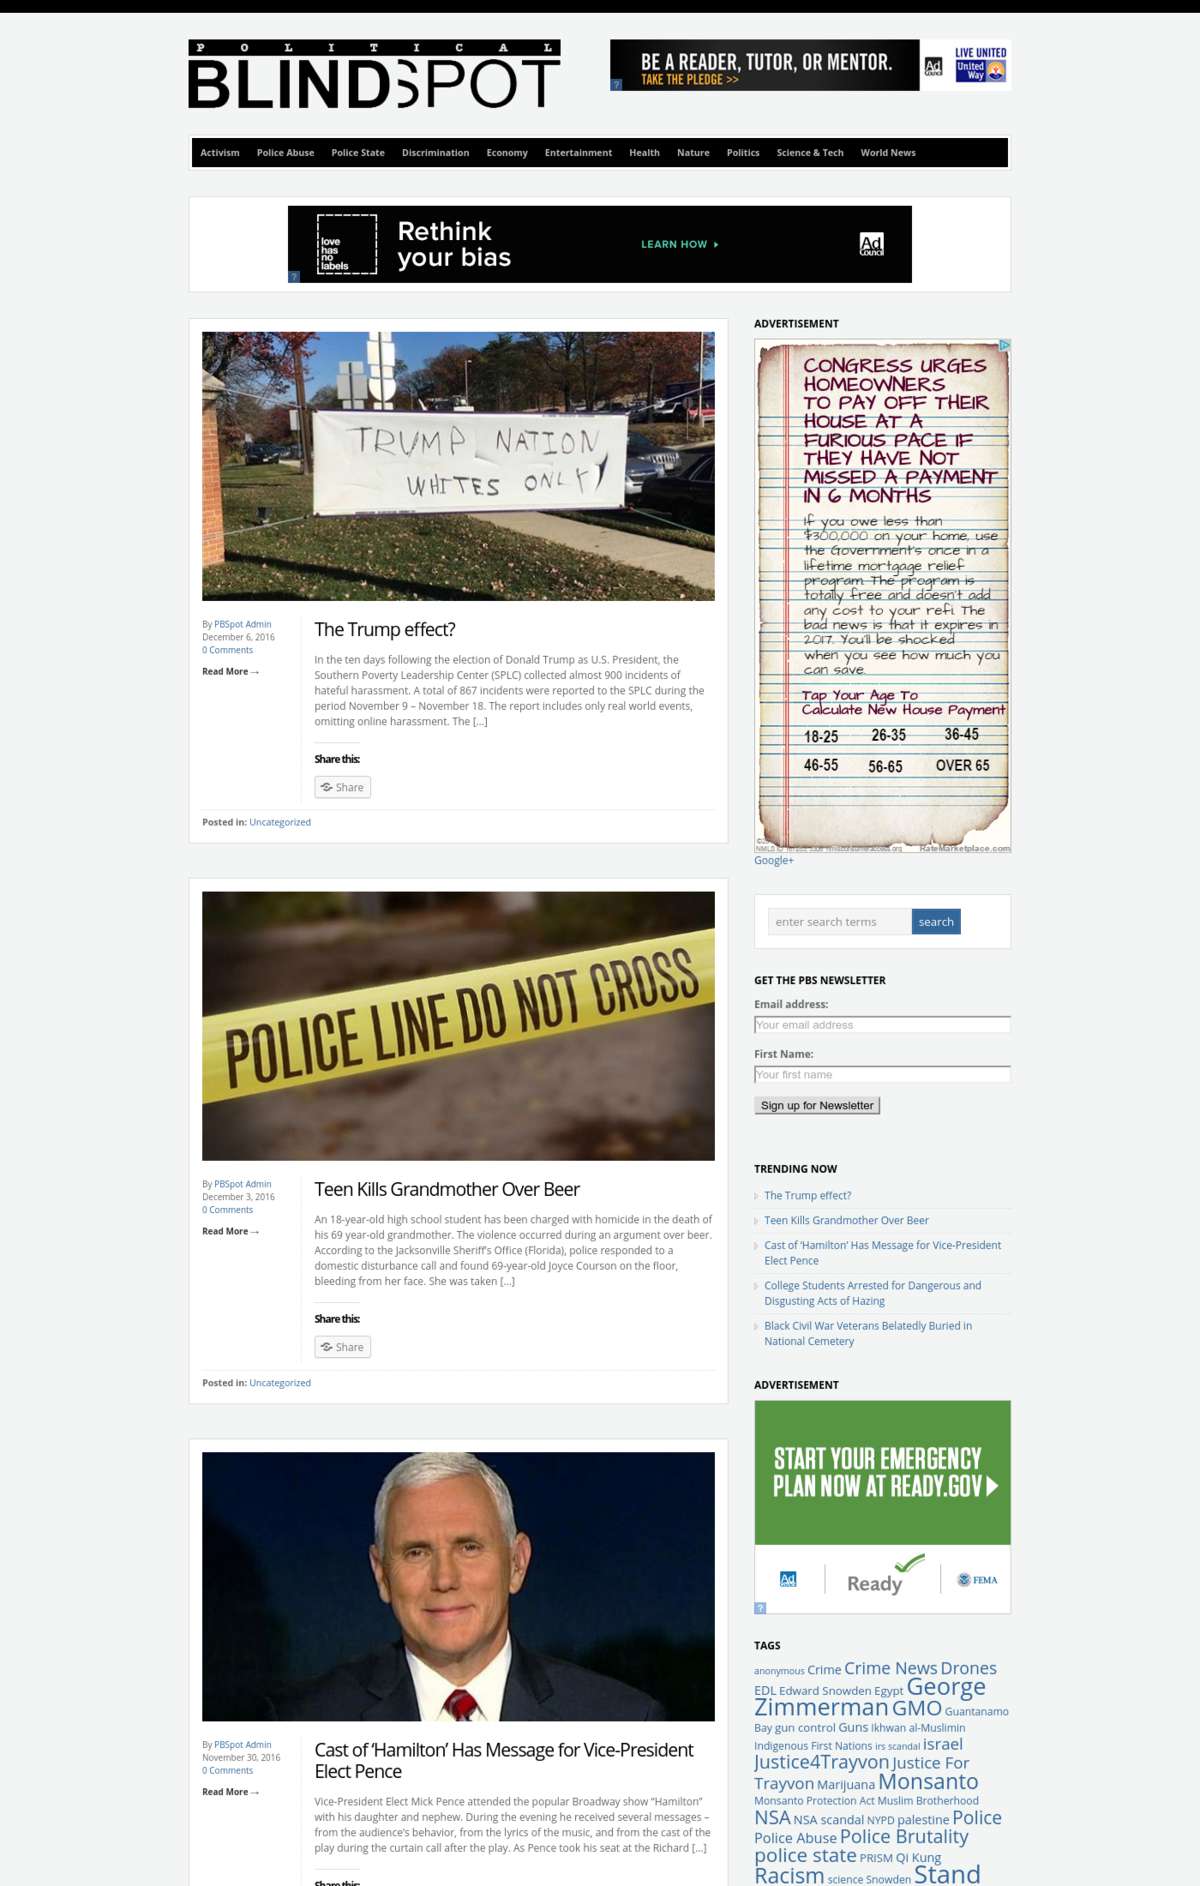 POLITICAL
BLINDSPOT
BE A READER, TUTOR, OR MENTOR.
TAKE THE PLEDGE >>
Ad Council
LIVE UNITED
United Way
Activism Police Abuse Police State Discrimination Economy Entertainment Health Nature Politics Science & Tech World News
love
has
no
labels
Rethink
your bias
LEARN HOW
Ad Council
TRUMP NATION
WHITES ONLY
By PBSpot Admin
December 6, 2016
0 Comments
Read More →
The Trump effect?
In the ten days following the election of Donald Trump as U.S. President, the
Southern Poverty Leadership Center (SPLC) collected almost 900 incidents of
hateful harassment. A total of 867 incidents were reported to the SPLC during the
period November 9 – November 18. The report includes only real world events,
omitting online harassment. The [...]
Share this:
Share
Posted in: Uncategorized
POLICE LINE DO NOT CROSS
By PBSpot Admin
December 3, 2016
0 Comments
Read More →
Teen Kills Grandmother Over Beer
An 18-year-old high school student has been charged with homicide in the death of
his 69 year-old grandmother. The violence occurred during an argument over beer.
According to the Jacksonville Sheriff's Office (Florida), police responded to a
domestic disturbance call and found 69-year-old Joyce Courson on the floor,
bleeding from her face. She was taken [...]
Share this:
Share
Posted in: Uncategorized
By PBSpot Admin
November 30, 2016
0 Comments
Read More →
Cast of ‘Hamilton’ Has Message for Vice-President
Elect Pence
Vice-President Elect Mick Pence attended the popular Broadway show “Hamilton”
with his daughter and nephew. During the evening he received several messages –
from the audience’s behavior, from the lyrics of the music, and from the cast of the
play during the curtain call after the play. As Pence took his seat at the Richard [...]
Share this:
ADVERTISEMENT
CONGRESS URGES
HOMEOWNERS
TO PAY OFF THEIR
HOUSE AT A
FURIOUS PACE IF
THEY HAVE NOT
MISSED A PAYMENT
IN 6 MONTHS
If you owe less than
$300,000 on your home, use
the Government's once in a
lifetime mortgage relief
program. The program is
totally free and doesn't add
any cost to your refi. The
bad news is that it expires in
2017. You'll be shocked
when you see how much you
can save.
Tap Your Age To
Calculate New House Payment
18-25 26-35 36-45
46-55 56-65 OVER 65
RateMarketplace.com
Google+
enter search terms search
GET THE PBS NEWSLETTER
Email address:
Your email address
First Name:
Your first name
Sign up for Newsletter
TRENDING NOW
The Trump effect?
Teen Kills Grandmother Over Beer
Cast of ‘Hamilton’ Has Message for Vice-President
Elect Pence
College Students Arrested for Dangerous and
Disgusting Acts of Hazing
Black Civil War Veterans Belatedly Buried in
National Cemetery
ADVERTISEMENT
START YOUR EMERGENCY
PLAN NOW AT READY.GOV
Ad Council
Ready
FEMA
TAGS
anonymous Crime Crime News Drones
EDL Edward Snowden Egypt George
Zimmerman GMO Guantanamo
Bay gun control Guns Ikhwan al-Muslimin
Indigenous First Nations irs scandal israel
Justice4Trayvon Justice For
Trayvon Marijuana Monsanto
Monsanto Protection Act Muslim Brotherhood
NSA NSA scandal NYPD palestine Police
Police Abuse Police Brutality
police state PRISM Qi Kung
Racism science Snowden Stand